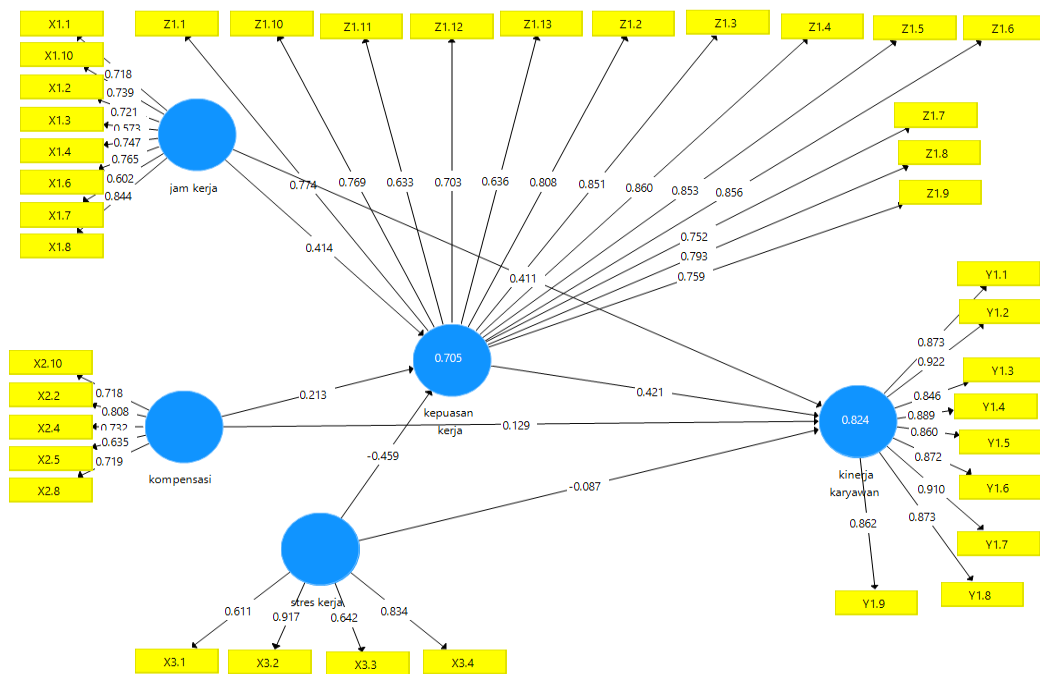 X1.1
X1.10
X1.2
X1.3
X1.4
X1.6
X1.7
X1.8
0.718
0.739
0.721
0.573
0.747
0.765
0.602
0.844
jam kerja
Z1.1
Z1.10
Z1.11
Z1.12
Z1.13
Z1.2
Z1.3
Z1.4
Z1.5
Z1.6
Z1.7
Z1.8
Z1.9
0.774
0.769
0.633
0.703
0.636
0.808
0.851
0.860
0.853
0.856
0.752
0.793
0.759
0.414
0.411
0.705
kepuasan
kerja
X2.10
X2.2
X2.4
X2.5
X2.8
0.718
0.808
0.732
0.635
0.719
kompensasi
0.213
0.129
0.421
-0.459
-0.087
stres kerja
0.611
0.917
0.642
0.834
X3.1
X3.2
X3.3
X3.4
0.824
kinerja
karyawan
0.873
0.922
0.846
0.889
0.860
0.872
0.910
0.873
0.862
Y1.1
Y1.2
Y1.3
Y1.4
Y1.5
Y1.6
Y1.7
Y1.8
Y1.9